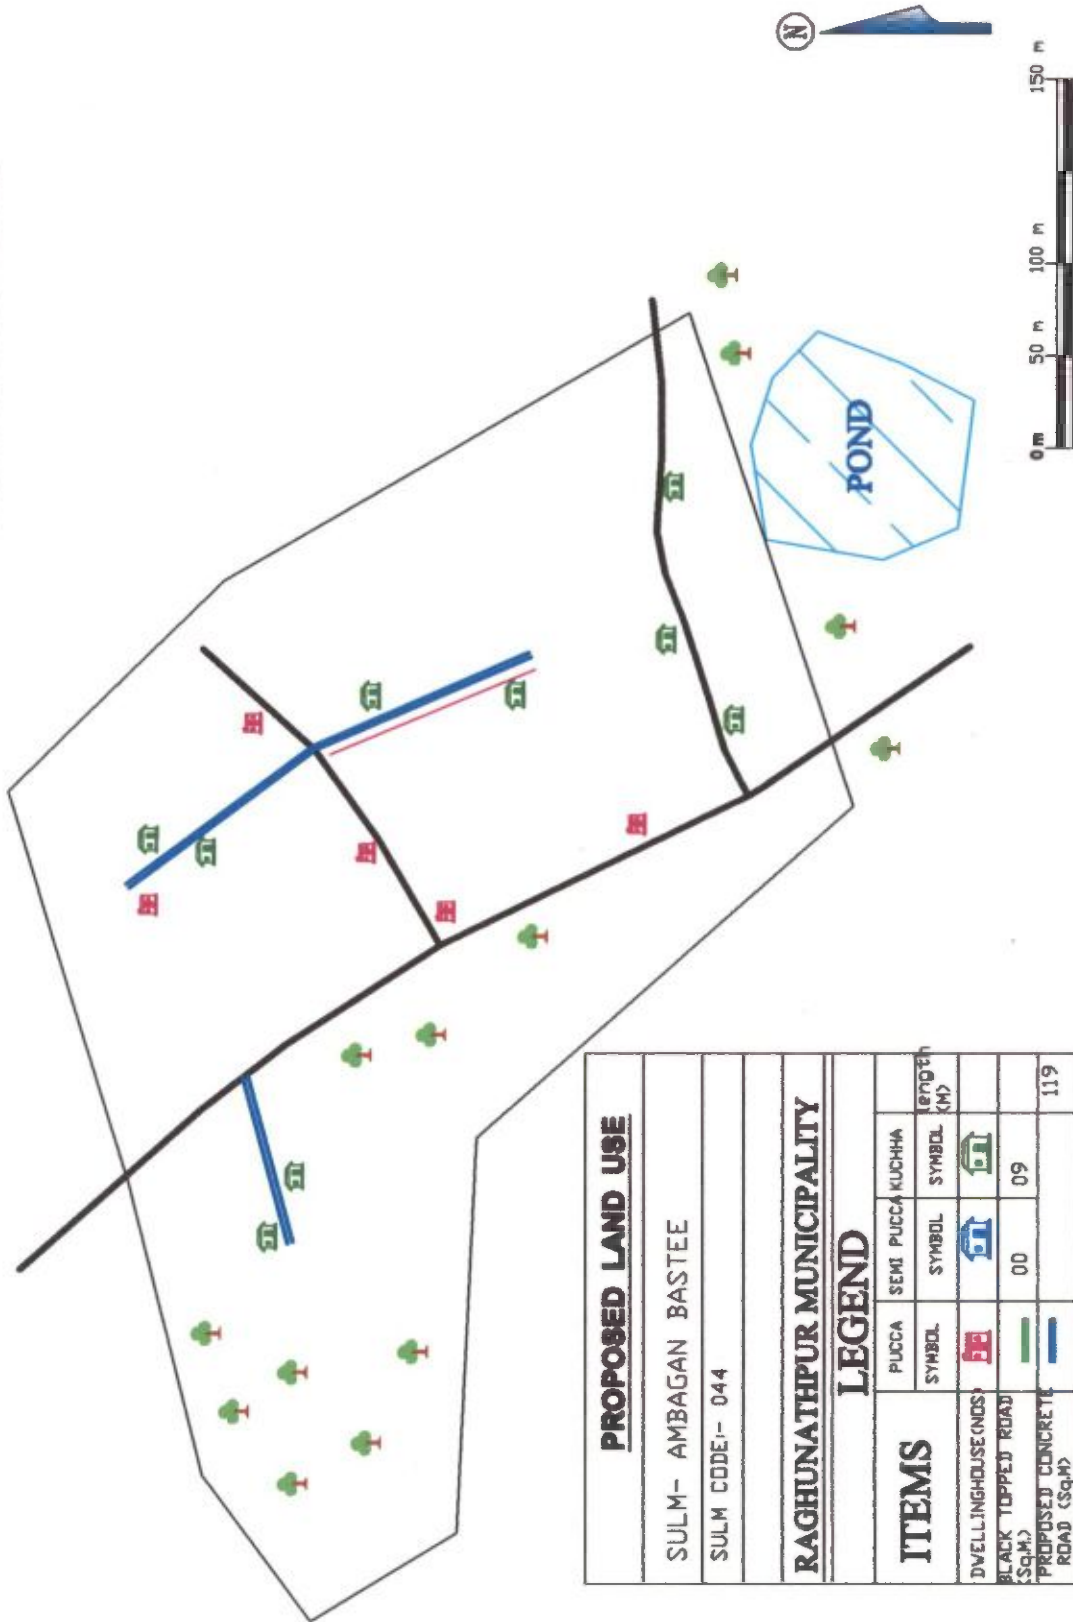 N
0m 50 m 100 m 150 m
POND
PROPOSED LAND USE
SULM- AMBAGAN BASTEE
SULM CODE:- 044
RAGHUNATHPUR MUNICIPALITY
LEGEND
ITEMS
PUCCA SEMI PUCCA KUCHHA length
SYMBOL SYMBOL SYMBOL (M)
DWELLINGHOUSE(NOS)
BLACK TOPPED ROAD 00 09
(Sq.M.)
PROPOSED CONCRETE 119
ROAD (Sq.M)